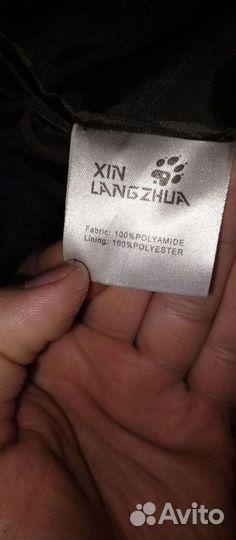 XIN
LANGZHUA
Fabric: 100%POLYAMIDE
Lining: 100%POLYESTER
Avito